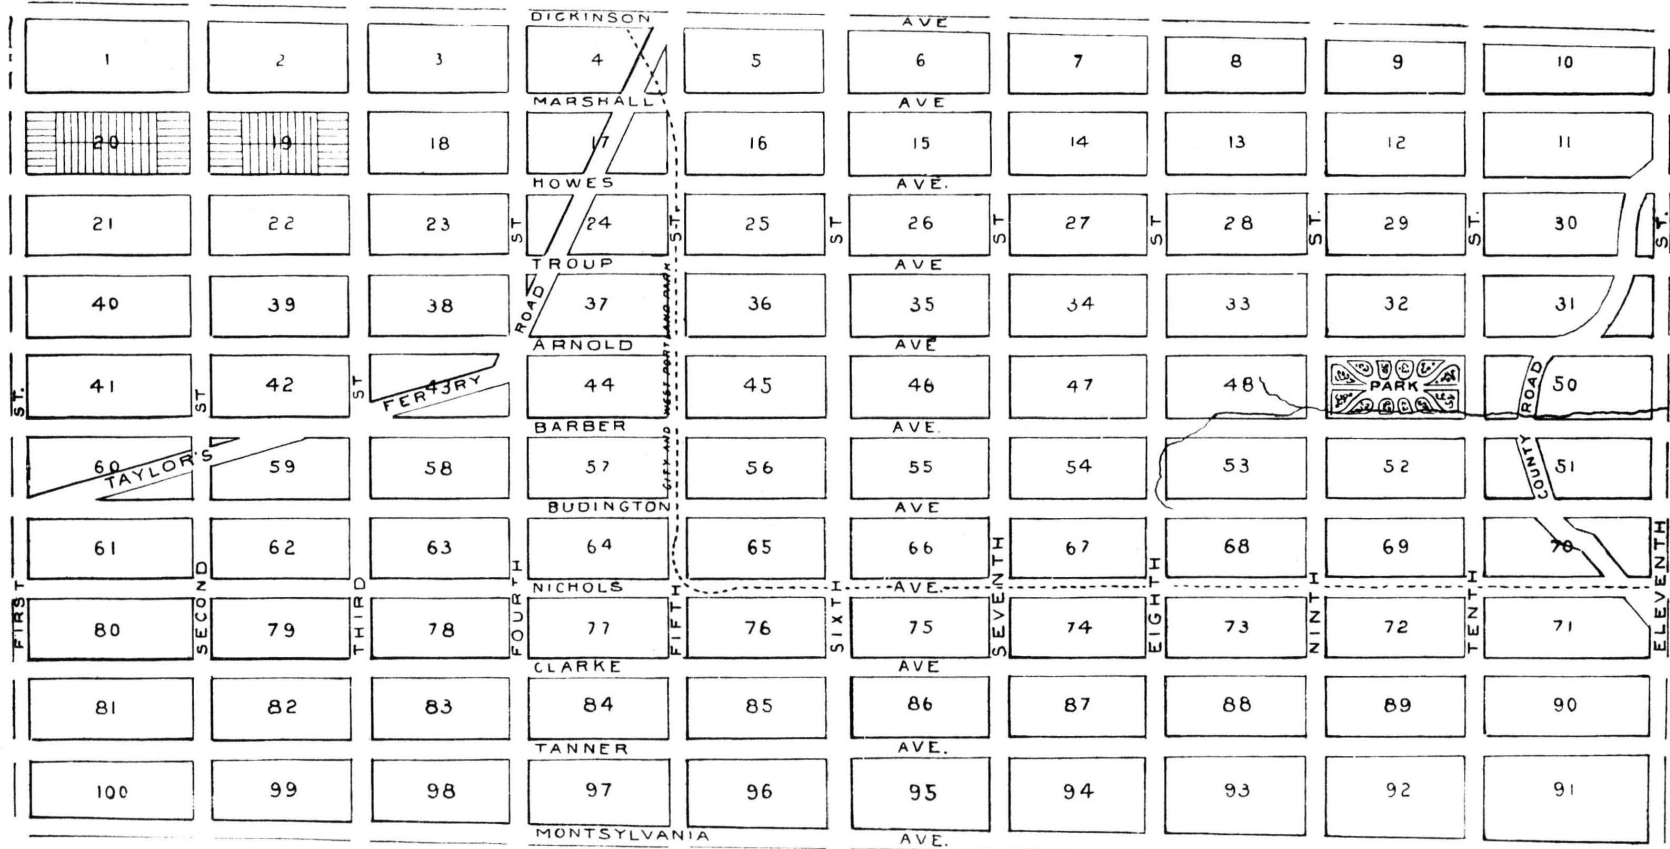 DICKINSON AVE
1 2 3 4 5 6 7 8 9 10
MARSHALL AVE
20 19 18 17 16 15 14 13 12 11
HOWES AVE.
21 22 23 24 25 26 27 28 29 30
ST ST. ST ST ST ST. ST. ST.
TROUP AVE
40 39 38 37 36 35 34 33 32 31
ROAD
CITY AND WEST PORTLAND PARK
ARNOLD AVE
41 42 43 44 45 46 47 48 PARK 50
ST. ST ST
FERRY
COUNTY ROAD
BARBER AVE.
60 59 58 57 56 55 54 53 52 51
TAYLOR'S
BUDINGTON AVE
61 62 63 64 65 66 67 68 69 70
NICHOLS AVE.
FIRST SECOND THIRD FOURTH FIFTH SIXTH SEVENTH EIGHTH NINTH TENTH ELEVENTH
80 79 78 77 76 75 74 73 72 71
CLARKE AVE
81 82 83 84 85 86 87 88 89 90
TANNER AVE.
100 99 98 97 96 95 94 93 92 91
MONTSYLVANIA AVE.